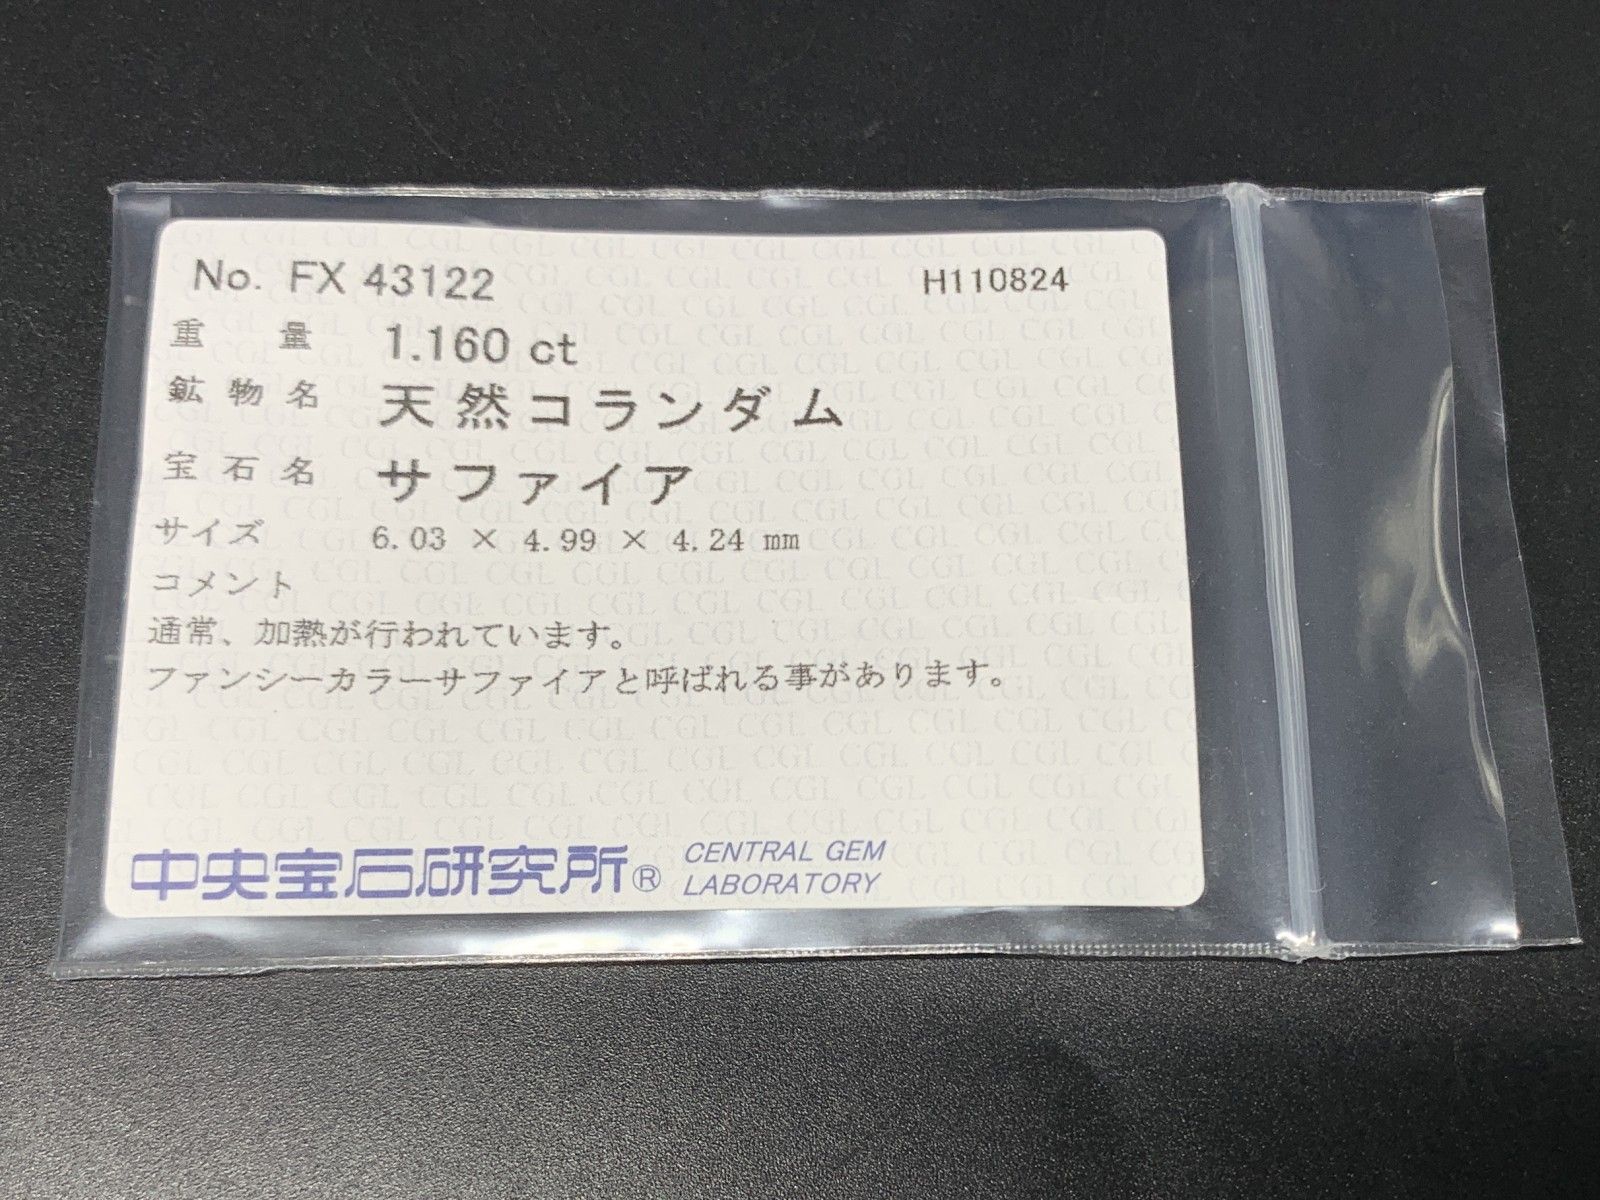 No. FX 43122 H110824
重量 1.160 ct
鉱物名 天然コランダム
宝石名 サファイア
サイズ 6.03 × 4.99 × 4.24 mm
コメント
通常、加熱が行われています。
ファンシーカラーサファイアと呼ばれる事があります。
中央宝石研究所® CENTRAL GEM
LABORATORY